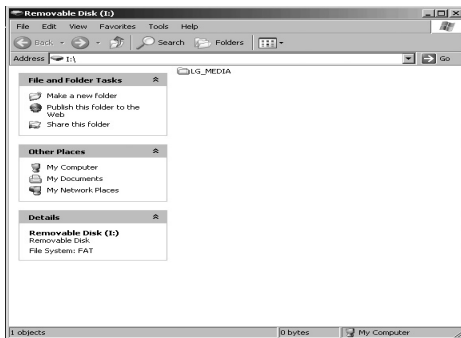 Removable Disk (I:)
File Edit View Favorites Tools Help
Back Search Folders
Address I:\ Go
LG_MEDIA
File and Folder Tasks
Make a new folder
Publish this folder to the
Web
Share this folder
Other Places
My Computer
My Documents
My Network Places
Details
Removable Disk (I:)
Removable Disk
File System: FAT
1 objects 0 bytes My Computer